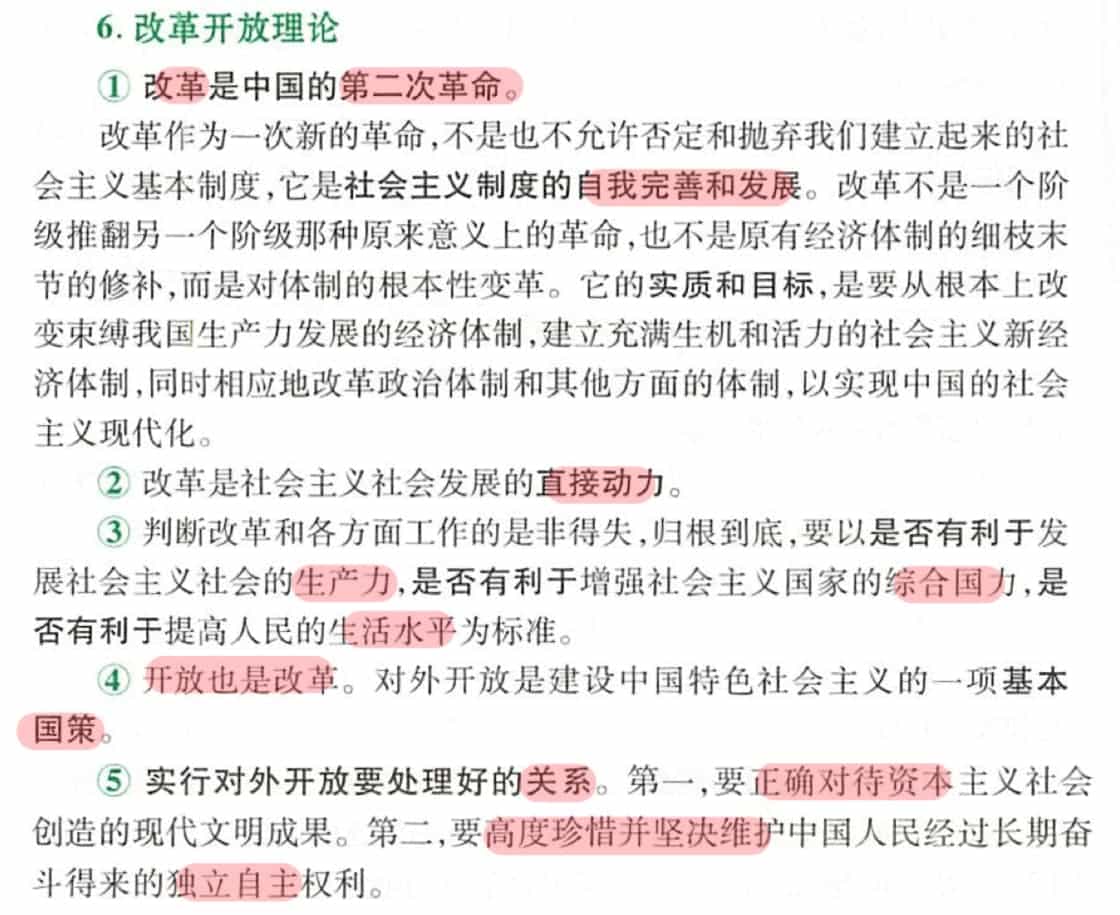 6. 改革开放理论
① 改革是中国的第二次革命。
改革作为一次新的革命,不是也不允许否定和抛弃我们建立起来的社
会主义基本制度,它是社会主义制度的自我完善和发展。改革不是一个阶
级推翻另一个阶级那种原来意义上的革命,也不是原有经济体制的细枝末
节的修补,而是对体制的根本性变革。它的实质和目标,是要从根本上改
变束缚我国生产力发展的经济体制,建立充满生机和活力的社会主义新经
济体制,同时相应地改革政治体制和其他方面的体制,以实现中国的社会
主义现代化。
② 改革是社会主义社会发展的直接动力。
③ 判断改革和各方面工作的是非得失,归根到底,要以是否有利于发
展社会主义社会的生产力,是否有利于增强社会主义国家的综合国力,是
否有利于提高人民的生活水平为标准。
④ 开放也是改革。对外开放是建设中国特色社会主义的一项基本
国策。
⑤ 实行对外开放要处理好的关系。第一,要正确对待资本主义社会
创造的现代文明成果。第二,要高度珍惜并坚决维护中国人民经过长期奋
斗得来的独立自主权利。